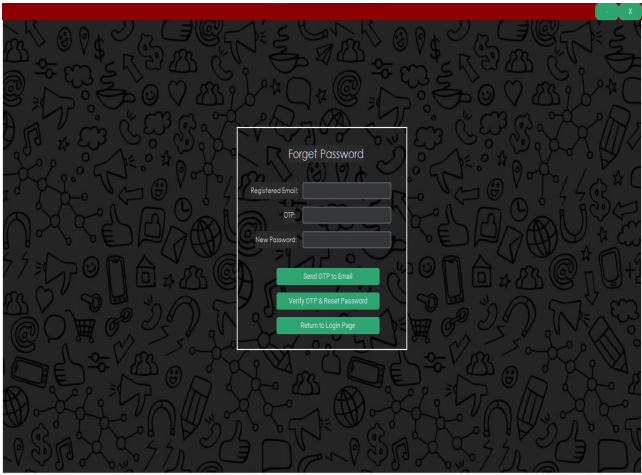 - X
Forget Password
Registered Email:
OTP:
New Password:
Send OTP to Email
Verify OTP & Reset Password
Return to Login Page